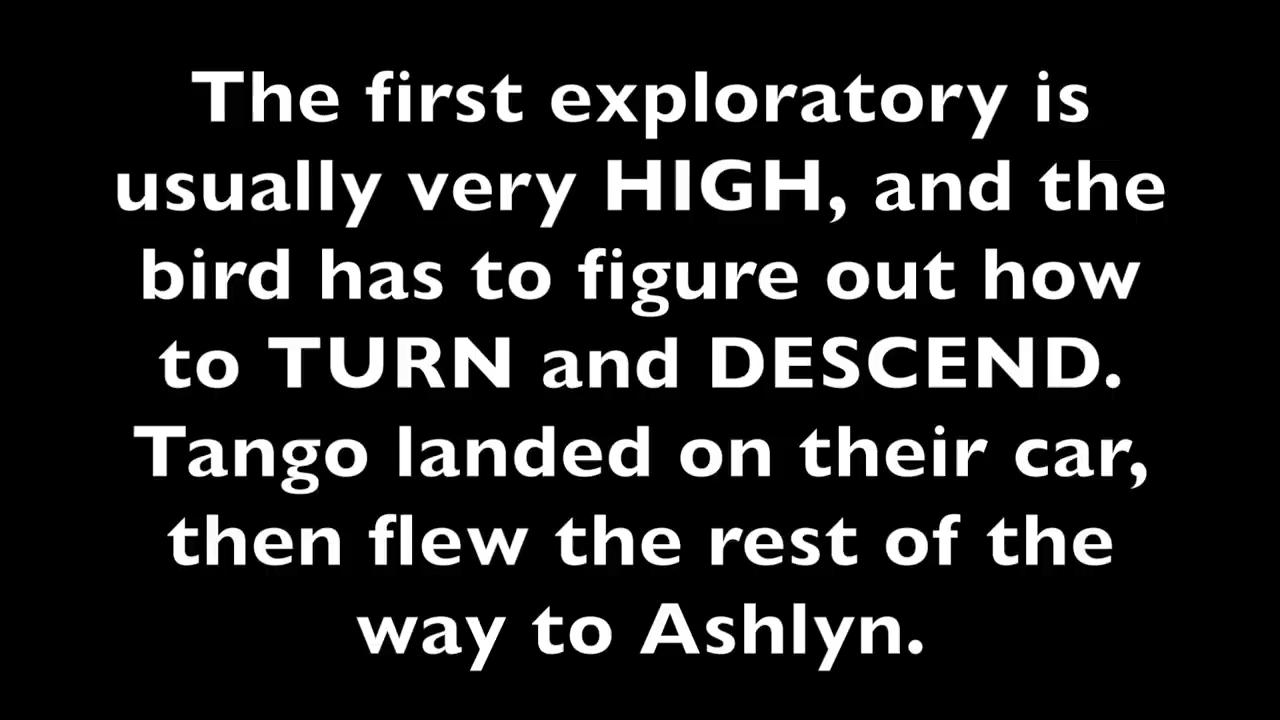 The first exploratory is
usually very HIGH, and the
bird has to figure out how
to TURN and DESCEND.
Tango landed on their car,
then flew the rest of the
way to Ashlyn.